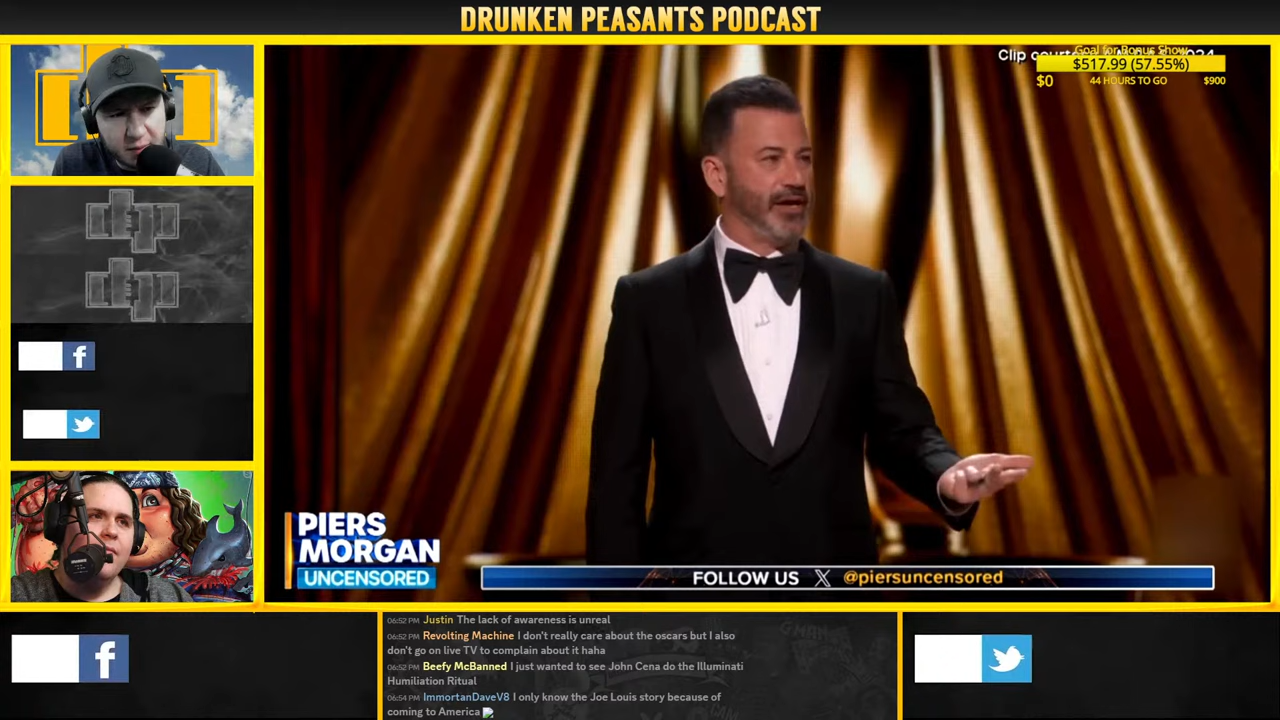 DRUNKEN PEASANTS PODCAST
Goal for Bonus Show
$517.99 (57.55%)
$0
44 HOURS TO GO
$900
PIERS
MORGAN
UNCENSORED
FOLLOW US X @piersuncensored
06:52 PM Justin The lack of awareness is unreal
06:52 PM Revolting Machine I don't really care about the oscars but I also
don't go on live TV to complain about it haha
06:52 PM Beefy McBanned I just wanted to see John Cena do the Illuminati
Humiliation Ritual
06:54 PM ImmortanDaveV8 I only know the Joe Louis story because of
coming to America